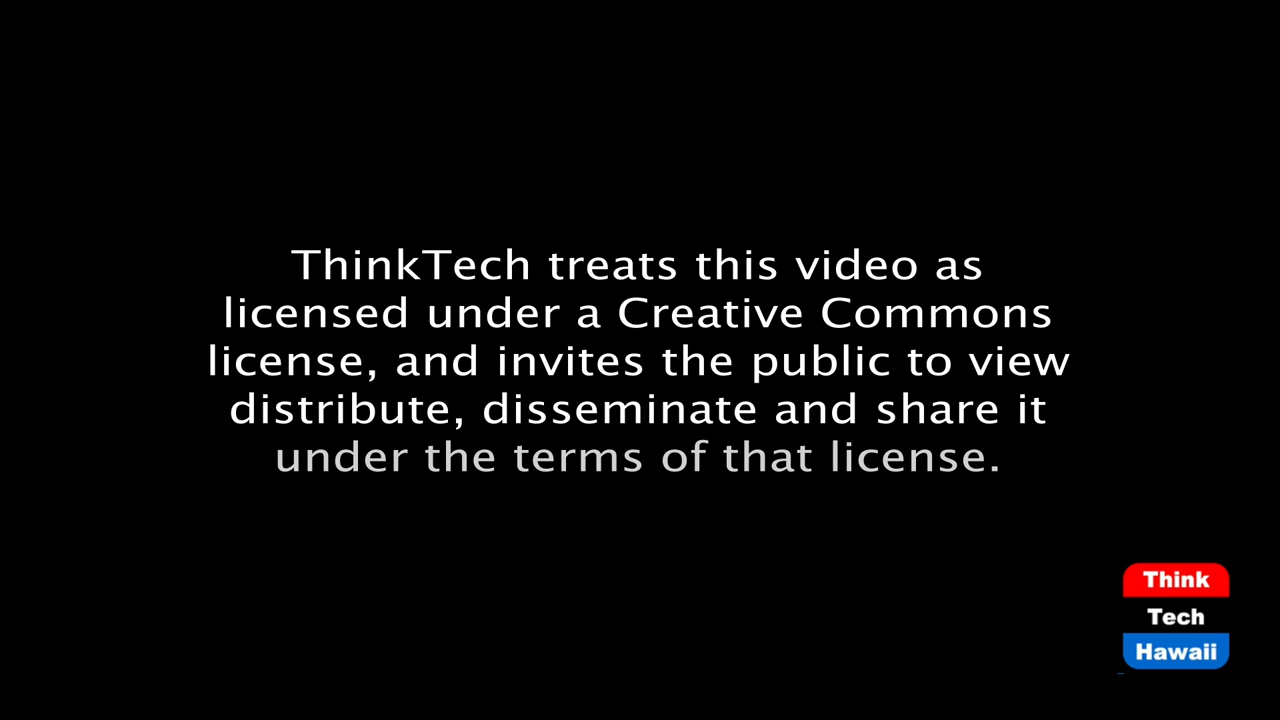 ThinkTech treats this video as
licensed under a Creative Commons
license, and invites the public to view
distribute, disseminate and share it
under the terms of that license.
Think
Tech
Hawaii